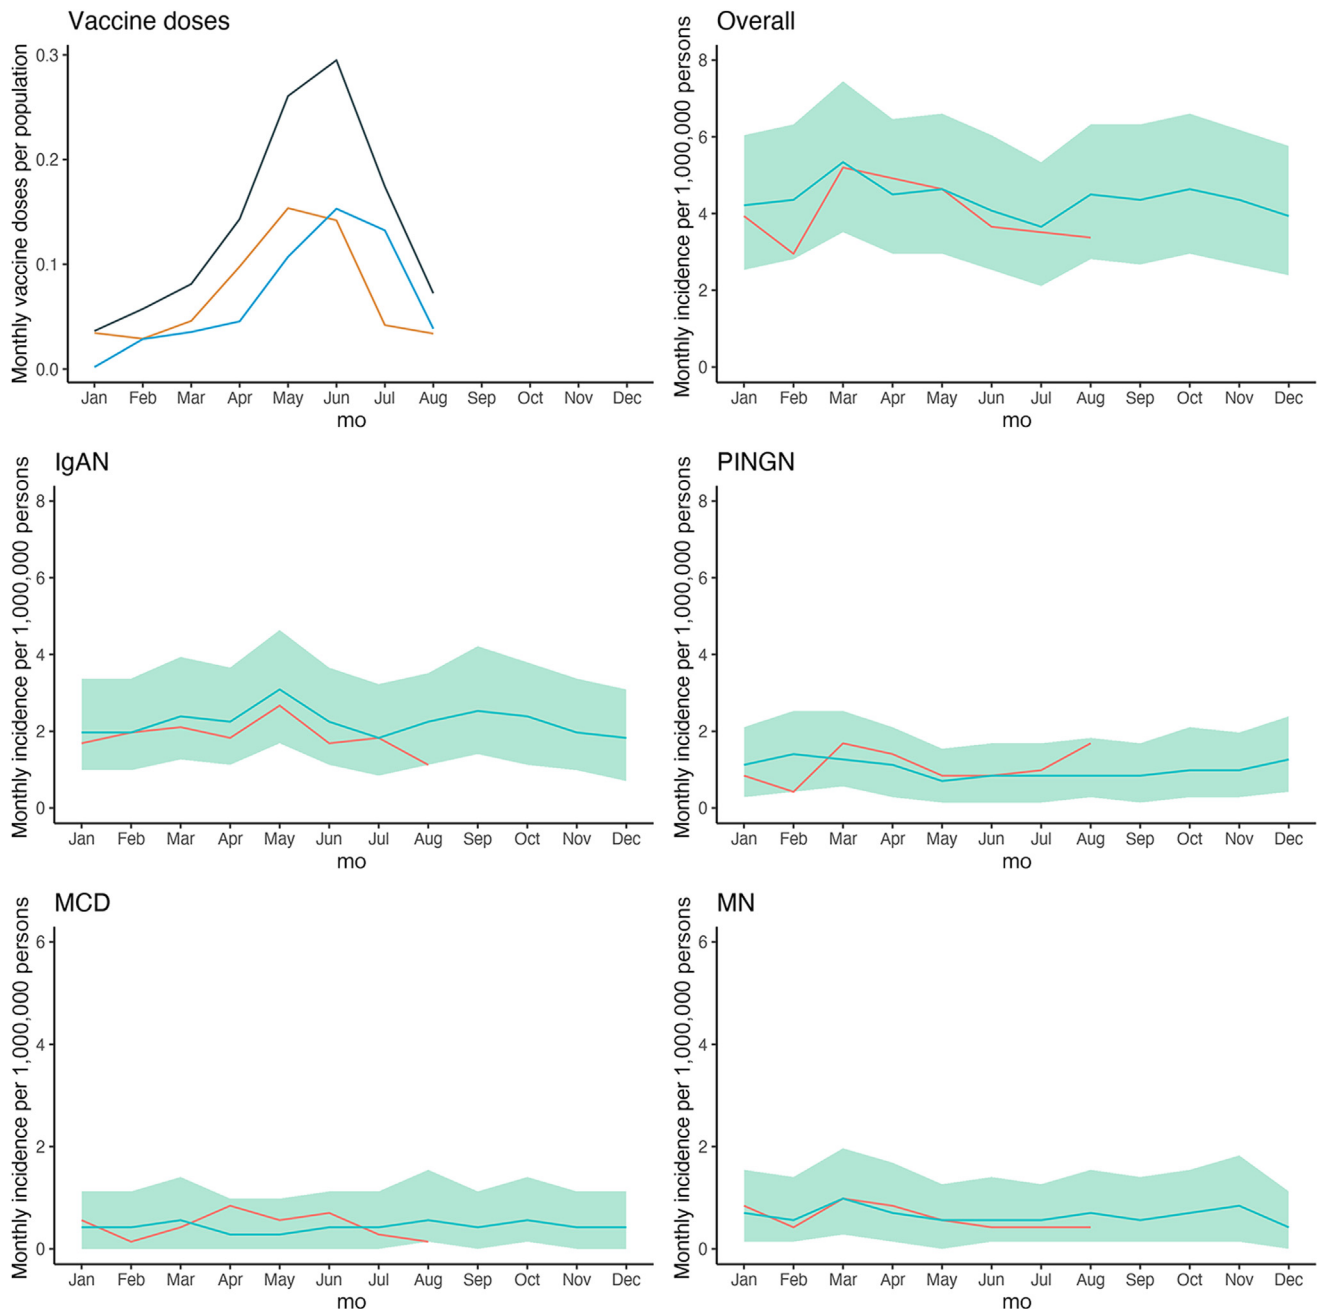 Vaccine doses
Monthly vaccine doses per population
0.3
0.2
0.1
0.0
Jan Feb Mar Apr May Jun Jul Aug Sep Oct Nov Dec
mo
Overall
Monthly incidence per 1,000,000 persons
8
6
4
2
0
Jan Feb Mar Apr May Jun Jul Aug Sep Oct Nov Dec
mo
IgAN
Monthly incidence per 1,000,000 persons
8
6
4
2
0
Jan Feb Mar Apr May Jun Jul Aug Sep Oct Nov Dec
mo
PINGN
Monthly incidence per 1,000,000 persons
8
6
4
2
0
Jan Feb Mar Apr May Jun Jul Aug Sep Oct Nov Dec
mo
MCD
Monthly incidence per 1,000,000 persons
6
4
2
0
Jan Feb Mar Apr May Jun Jul Aug Sep Oct Nov Dec
mo
MN
Monthly incidence per 1,000,000 persons
6
4
2
0
Jan Feb Mar Apr May Jun Jul Aug Sep Oct Nov Dec
mo